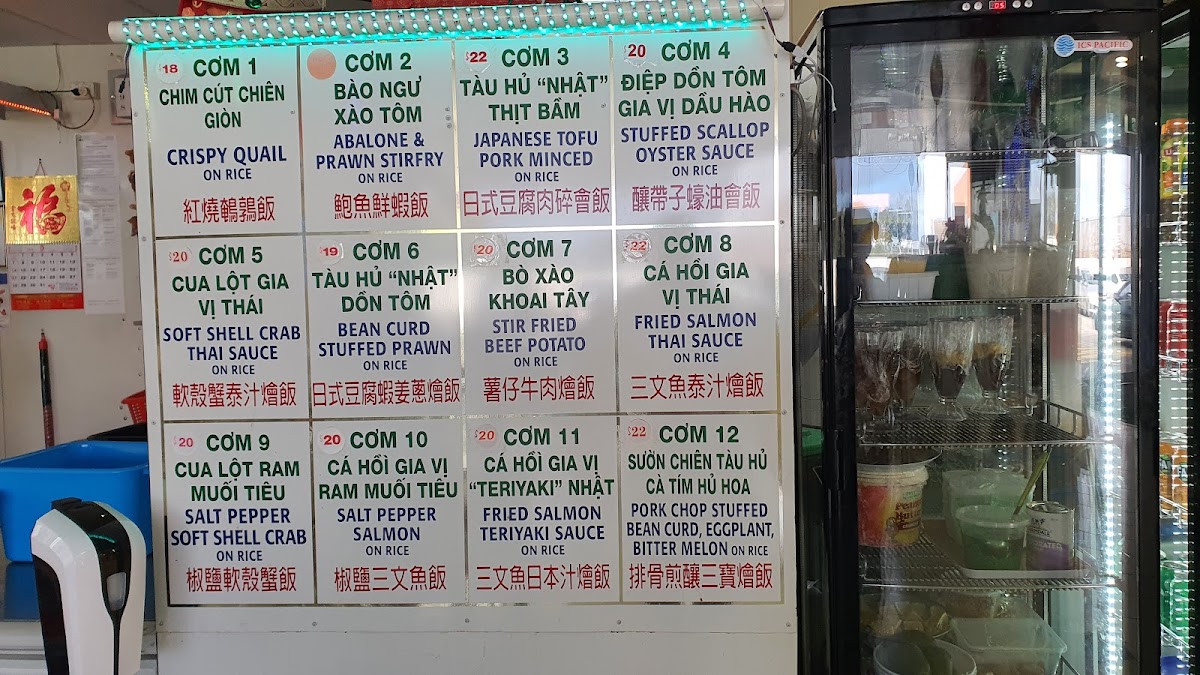 18 CƠM 1
CHIM CÚT CHIÊN
GIÒN
CRISPY QUAIL
ON RICE
紅燒鵪鶉飯
CƠM 2
BÀO NGƯ
XÀO TÔM
ABALONE &
PRAWN STIRFRY
ON RICE
鮑魚鮮蝦飯
$22 CƠM 3
TÀU HỦ “NHẬT”
THỊT BẦM
JAPANESE TOFU
PORK MINCED
ON RICE
日式豆腐肉碎會飯
$20 CƠM 4
ĐIỆP DỒN TÔM
GIA VỊ DẦU HÀO
STUFFED SCALLOP
OYSTER SAUCE
ON RICE
釀帶子蠔油會飯
$20 CƠM 5
CUA LỘT GIA
VỊ THÁI
SOFT SHELL CRAB
THAI SAUCE
ON RICE
軟殼蟹泰汁燴飯
$19 CƠM 6
TÀU HỦ “NHẬT”
DỒN TÔM
BEAN CURD
STUFFED PRAWN
ON RICE
日式豆腐蝦姜蔥燴飯
$20 CƠM 7
BÒ XÀO
KHOAI TÂY
STIR FRIED
BEEF POTATO
ON RICE
薯仔牛肉燴飯
$22 CƠM 8
CÁ HỒI GIA
VỊ THÁI
FRIED SALMON
THAI SAUCE
ON RICE
三文魚泰汁燴飯
$20 CƠM 9
CUA LỘT RAM
MUỐI TIÊU
SALT PEPPER
SOFT SHELL CRAB
ON RICE
椒鹽軟殼蟹飯
$20 CƠM 10
CÁ HỒI GIA VỊ
RAM MUỐI TIÊU
SALT PEPPER
SALMON
ON RICE
椒鹽三文魚飯
$20 CƠM 11
CÁ HỒI GIA VỊ
“TERIYAKI” NHẬT
FRIED SALMON
TERIYAKI SAUCE
ON RICE
三文魚日本汁燴飯
$22 CƠM 12
SƯỜN CHIÊN TÀU HỦ
CÀ TÍM HỦ HOA
PORK CHOP STUFFED
BEAN CURD, EGGPLANT,
BITTER MELON ON RICE
排骨煎釀三寶燴飯
ICS PACIFIC
福